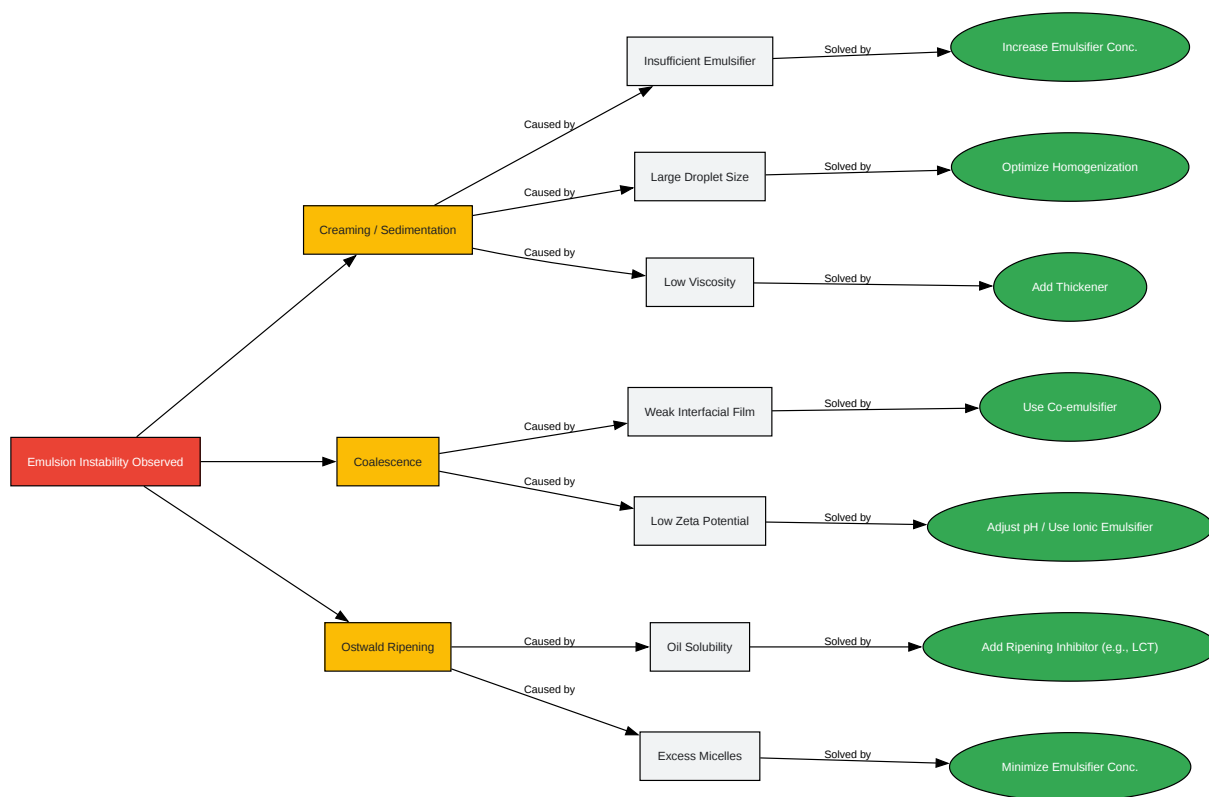 Insufficient Emulsifier
Solved by
Increase Emulsifier Conc.
Caused by
Large Droplet Size
Solved by
Optimize Homogenization
Caused by
Creaming / Sedimentation
Caused by
Low Viscosity
Solved by
Add Thickener
Weak Interfacial Film
Solved by
Use Co-emulsifier
Caused by
Emulsion Instability Observed
Coalescence
Caused by
Low Zeta Potential
Solved by
Adjust pH / Use Ionic Emulsifier
Ostwald Ripening
Caused by
Oil Solubility
Solved by
Add Ripening Inhibitor (e.g., LCT)
Caused by
Excess Micelles
Solved by
Minimize Emulsifier Conc.